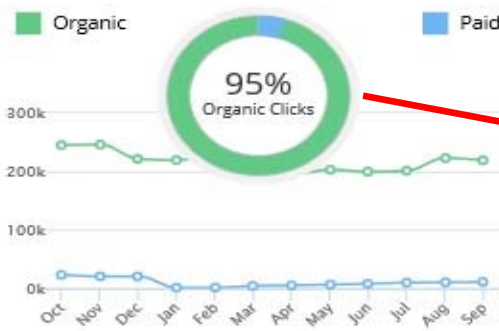 Organic
Paid
95%
Organic Clicks
300k
200k
100k
0k
Oct Nov Dec Jan Feb Mar Apr May Jun Jul Aug Sep